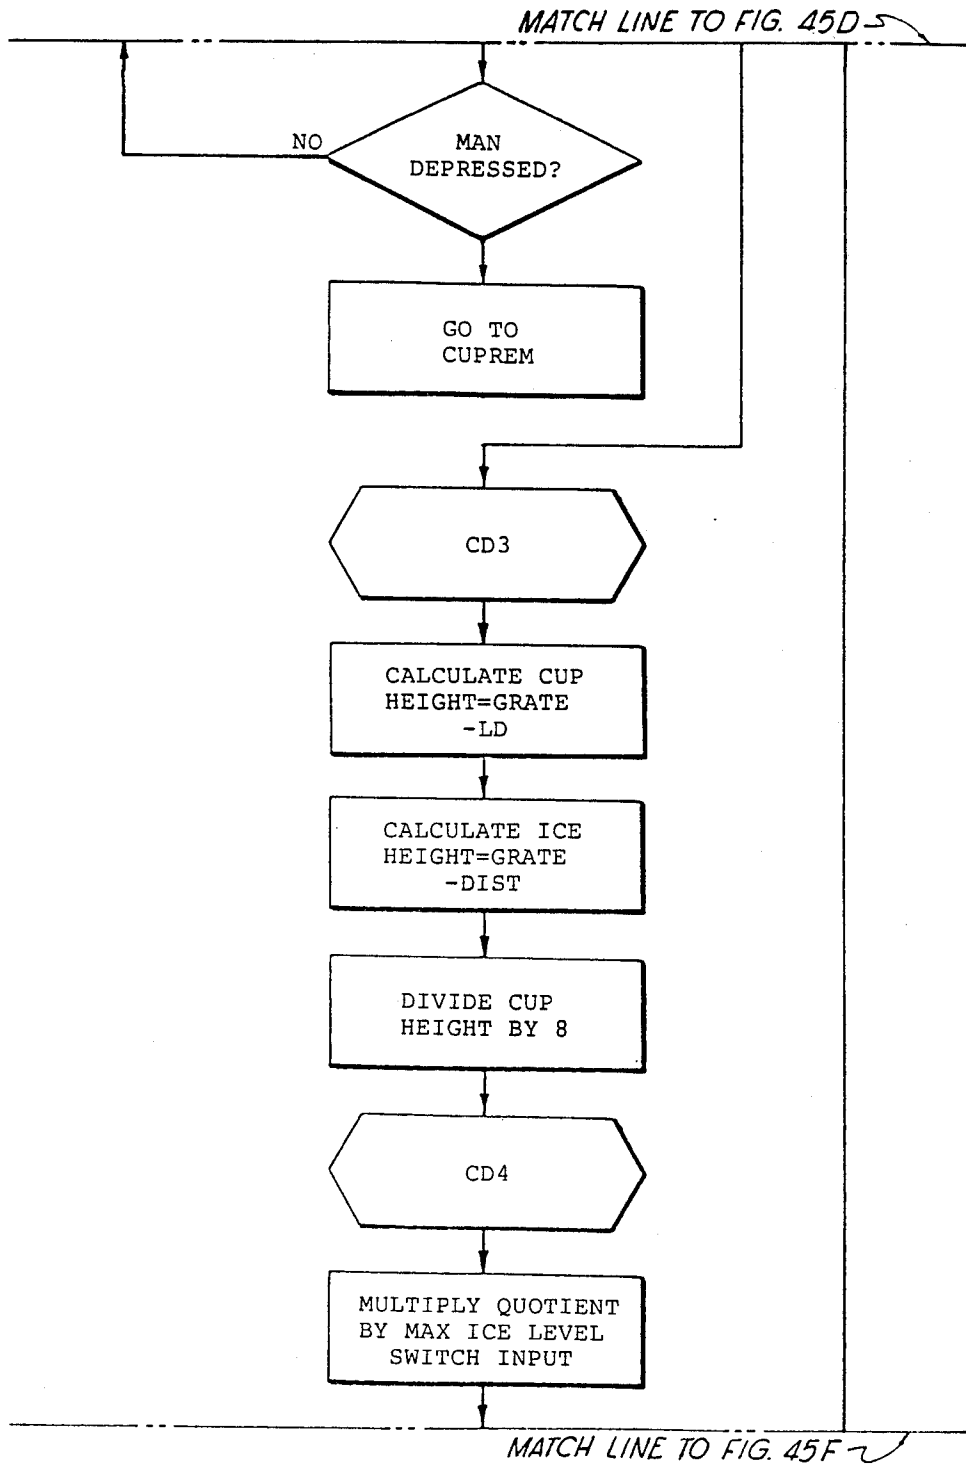 MATCH LINE TO FIG. 45D
NO
MAN
DEPRESSED?
GO TO
CUPREM
CD3
CALCULATE CUP
HEIGHT=GRATE
-LD
CALCULATE ICE
HEIGHT=GRATE
-DIST
DIVIDE CUP
HEIGHT BY 8
CD4
MULTIPLY QUOTIENT
BY MAX ICE LEVEL
SWITCH INPUT
MATCH LINE TO FIG. 45F